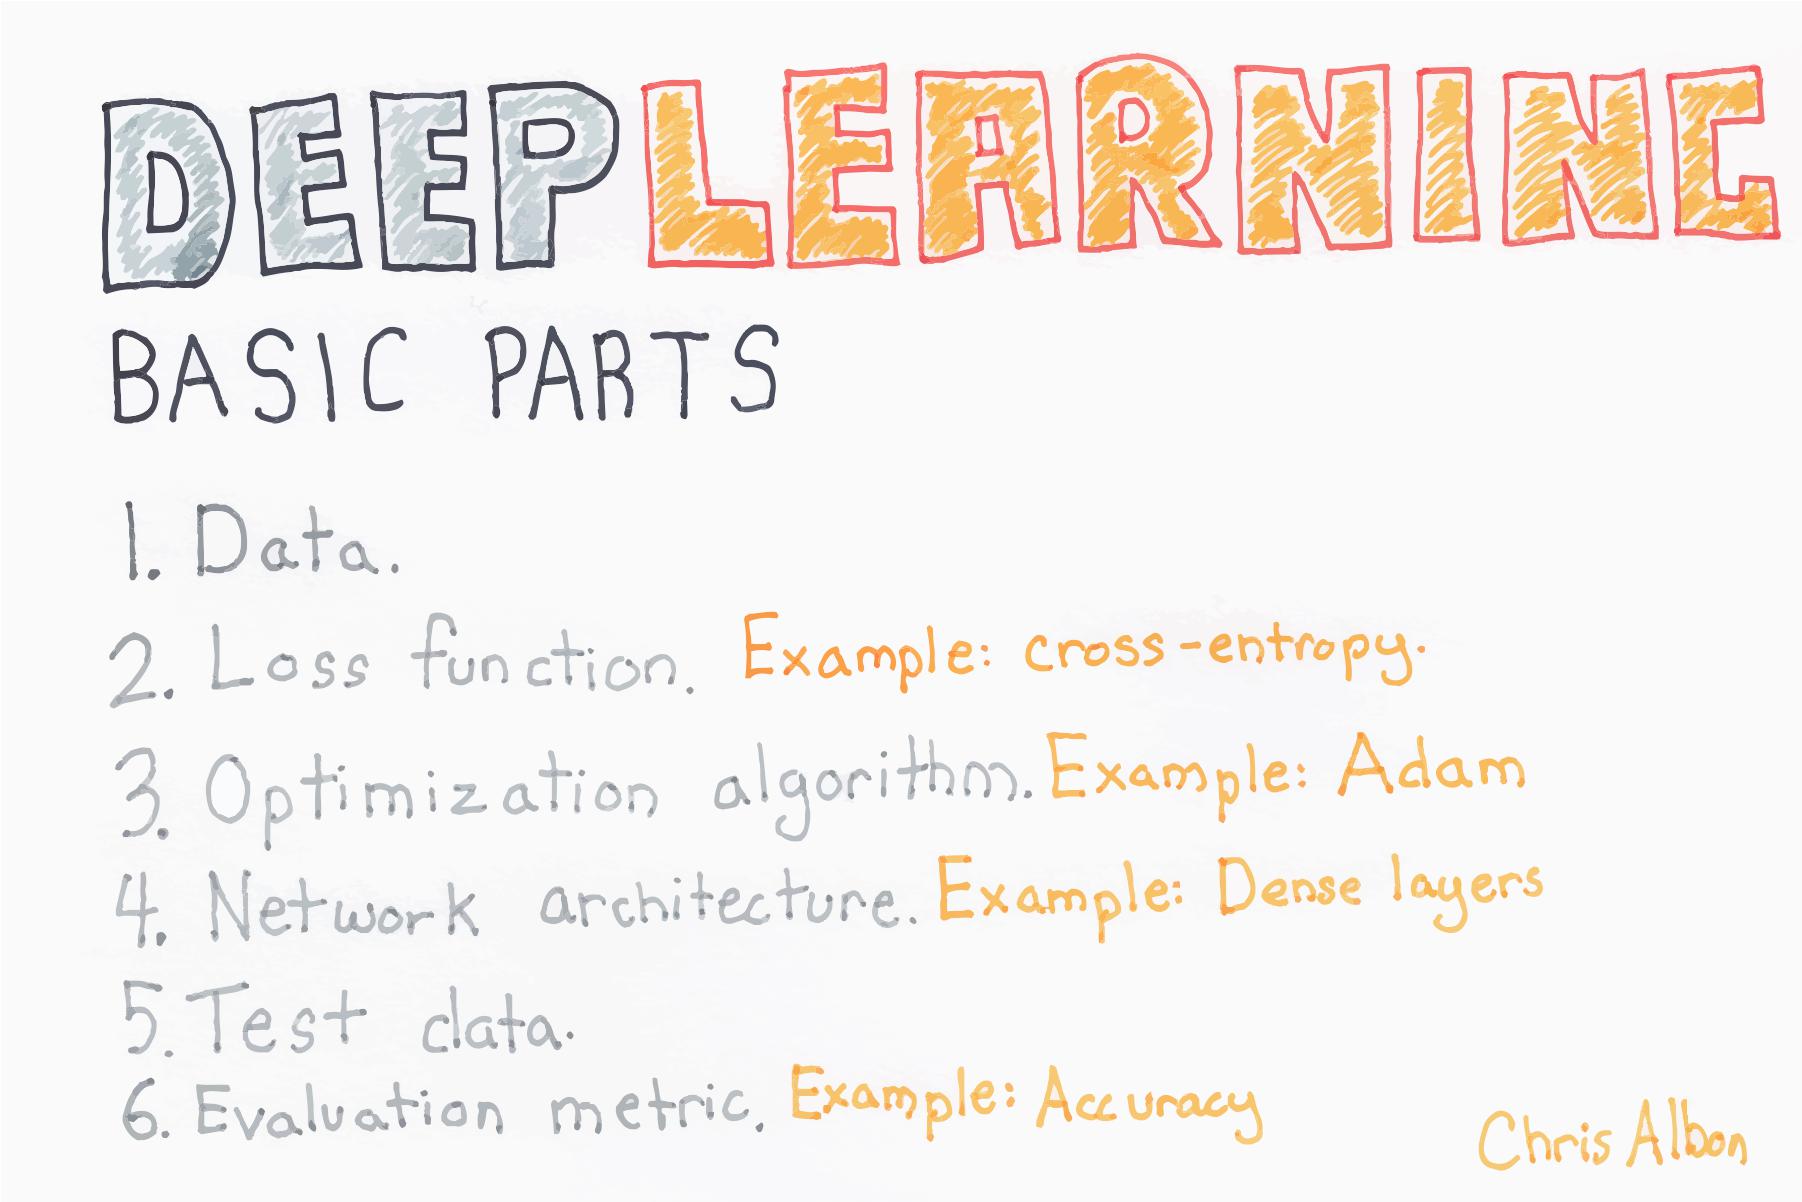 DEEP LEARNING
BASIC PARTS
1. Data.
2. Loss function. Example: cross-entropy.
3. Optimization algorithm. Example: Adam
4. Network architecture. Example: Dense layers
5. Test data.
6. Evaluation metric. Example: Accuracy
Chris Albon